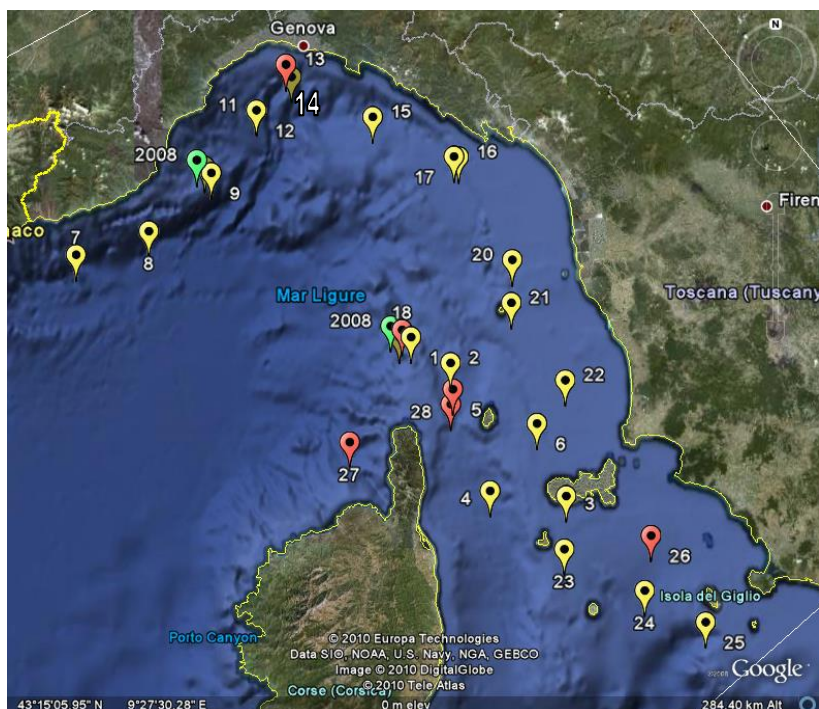 Genova
N
13
14
11
12
15
2008
16
17
9
7
naco
8
Firen
20
Mar Ligure
Toscana (Tuscany
21
2008
18
1
2
22
28
5
6
27
4
3
26
23
24
Isola del Giglio
25
Porto Canyon
© 2010 Europa Technologies
Data SIO, NOAA, U.S. Navy, NGA, GEBCO
Image © 2010 DigitalGlobe
© 2010 Tele Atlas
Corse (Corsica)
Google
43°15'05.95" N 9°27'30.28" E 0 m elev 284.40 km Alt